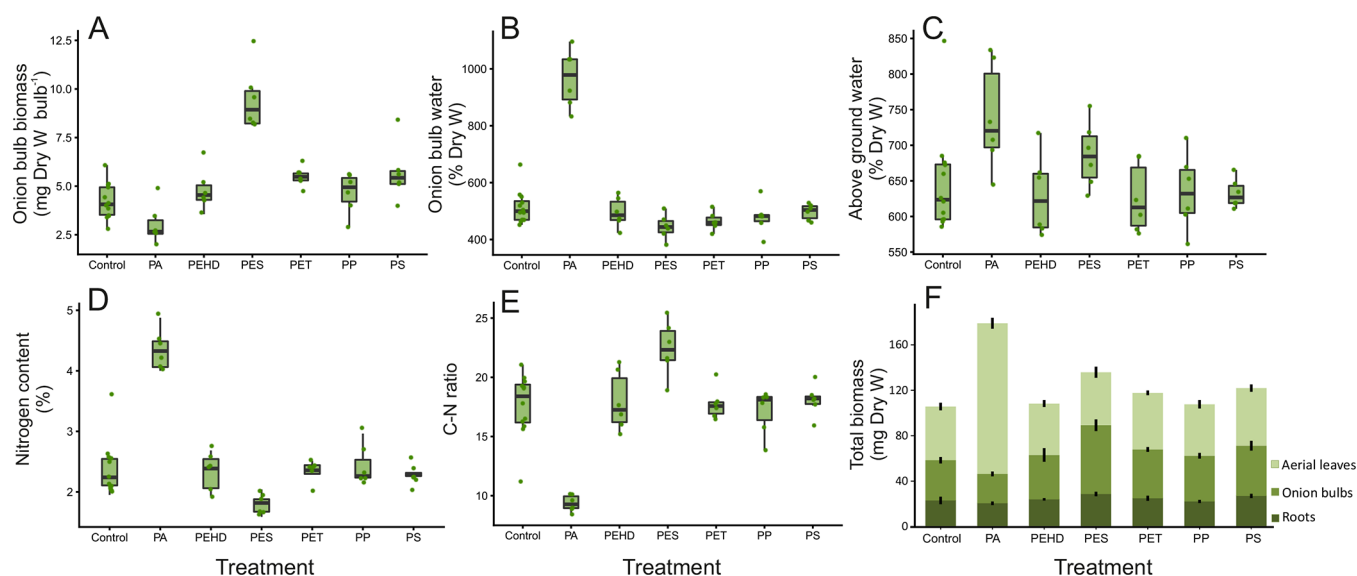 A
Onion bulb biomass
(mg Dry W bulb⁻¹)
12.5
10.0
7.5
5.0
2.5
Control PA PEHD PES PET PP PS
B
Onion bulb water
(% Dry W)
1000
800
600
400
Control PA PEHD PES PET PP PS
C
Above ground water
(% Dry W)
850
800
750
700
650
600
550
Control PA PEHD PES PET PP PS
D
Nitrogen content
(%)
5
4
3
2
Control PA PEHD PES PET PP PS
Treatment
E
C-N ratio
25
20
15
10
Control PA PEHD PES PET PP PS
Treatment
F
Total biomass
(mg Dry W)
160
120
80
40
0
Control PA PEHD PES PET PP PS
Treatment
Aerial leaves
Onion bulbs
Roots